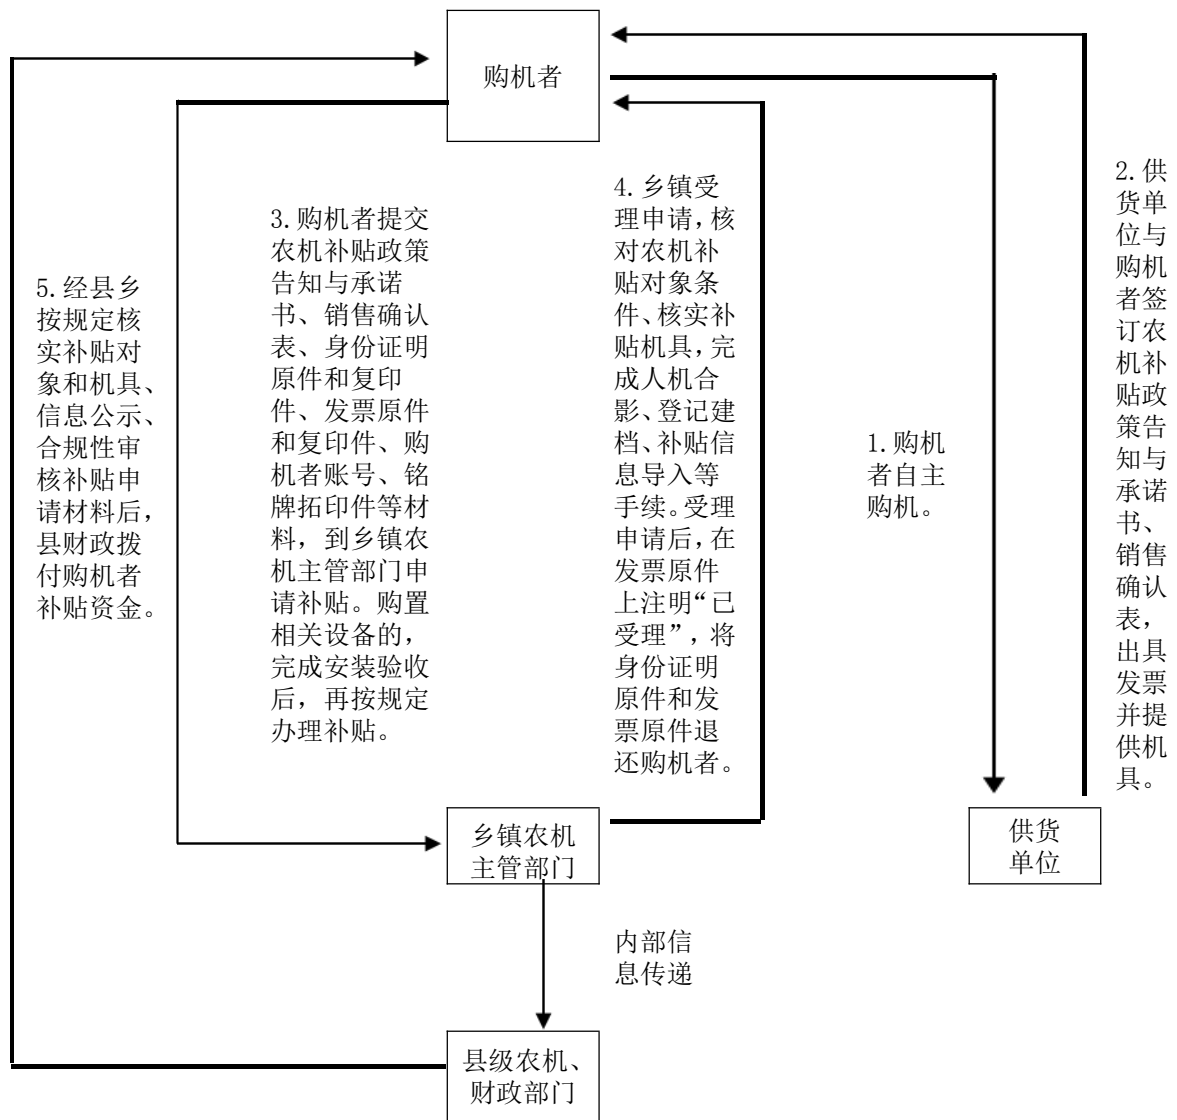 购机者
5.经县乡
按规定核
实补贴对
象和机具、
信息公示、
合规性审
核补贴申
请材料后，
县财政拨
付购机者
补贴资金。
3.购机者提交
农机补贴政策
告知与承诺
书、销售确认
表、身份证明
原件和复印
件、发票原件
和复印件、购
机者账号、铭
牌拓印件等材
料，到乡镇农
机主管部门申
请补贴。购置
相关设备的，
完成安装验收
后，再按规定
办理补贴。
4.乡镇受
理申请，核
对农机补
贴对象条
件、核实补
贴机具，完
成人机合
影、登记建
档、补贴信
息导入等
手续。受理
申请后，在
发票原件
上注明“已
受理”，将
身份证明
原件和发
票原件退
还购机者。
1.购机
者自主
购机。
2.供
货单
位与
购机
者签
订农
机补
贴政
策告
知与
承诺
书、
销售
确认
表，
出具
发票
并提
供机
具。
乡镇农机
主管部门
供货
单位
内部信
息传递
县级农机、
财政部门